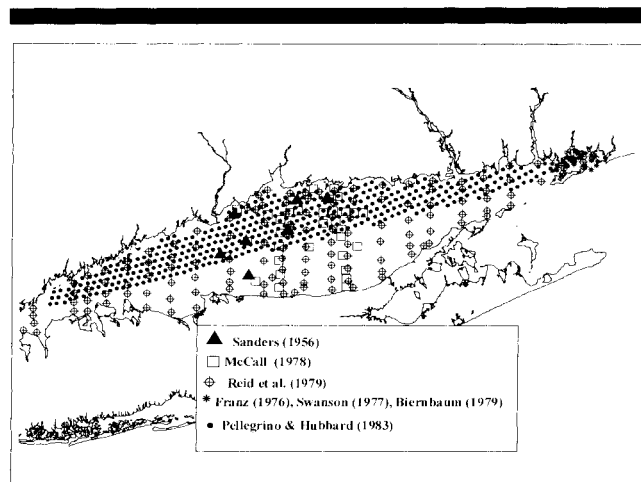 Sanders (1956)
McCall (1978)
Reid et al. (1979)
Franz (1976), Swanson (1977), Biernbaum (1979)
Pellegrino & Hubbard (1983)